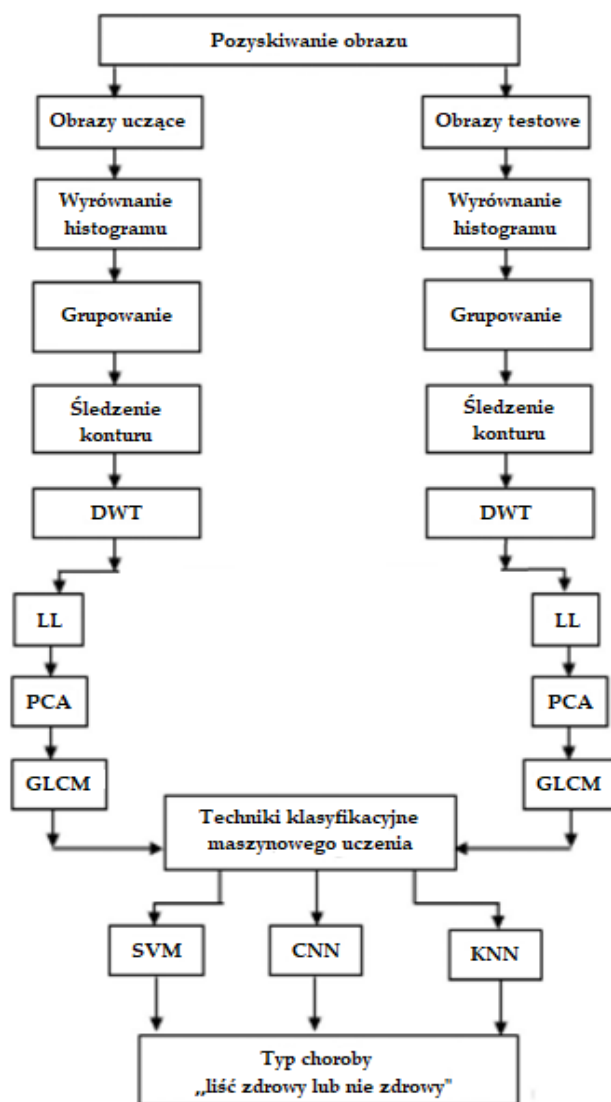 Pozyskiwanie obrazu
Obrazy uczące
Obrazy testowe
Wyrównanie
histogramu
Wyrównanie
histogramu
Grupowanie
Grupowanie
Śledzenie
konturu
Śledzenie
konturu
DWT
DWT
LL
LL
PCA
PCA
GLCM
GLCM
Techniki klasyfikacyjne
maszynowego uczenia
SVM
CNN
KNN
Typ choroby
,,liść zdrowy lub nie zdrowy"